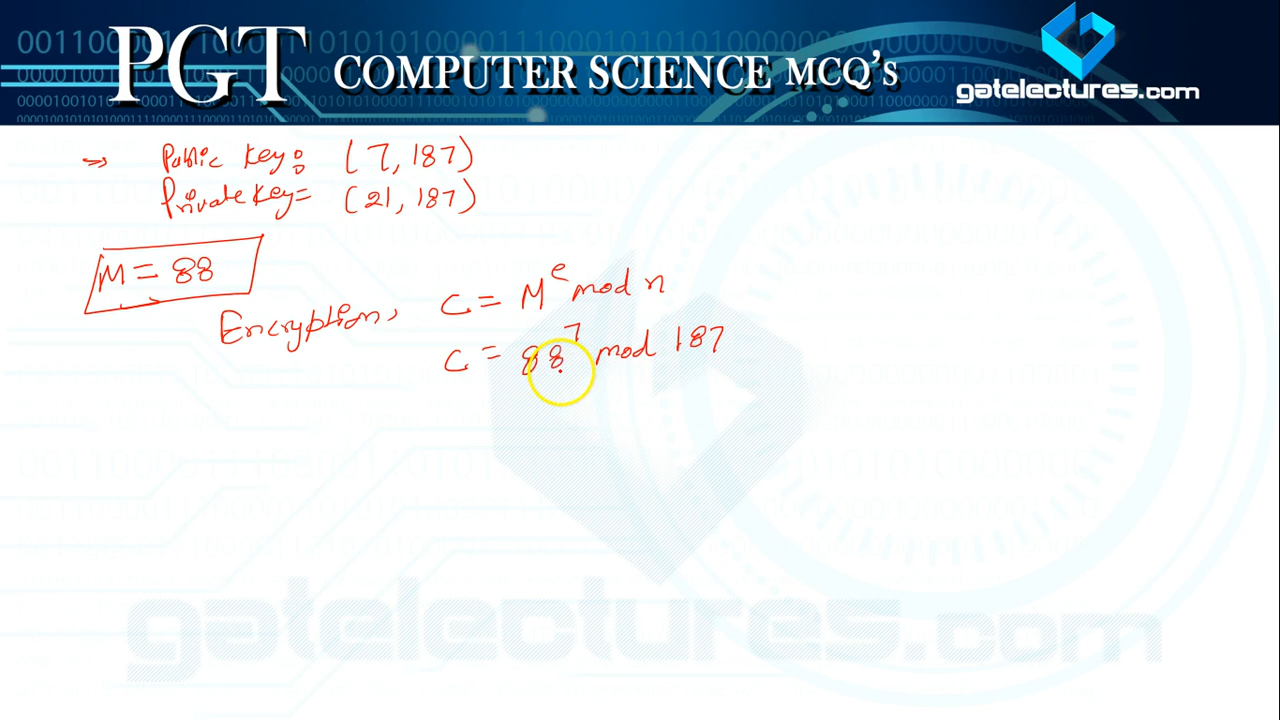 PGT COMPUTER SCIENCE MCQ's
gatelectures.com
⇒ Public Key: (7, 187)
Private Key = (21, 187)
M = 88
Encryption, C = M^e mod n
C = 88^7 mod 187
gatelectures.com